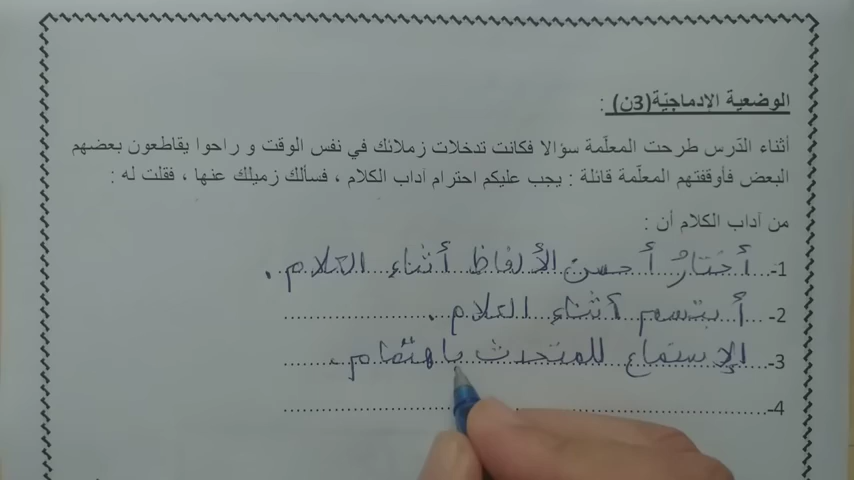 الوضعية الإدماجيّة(3ن) :
أثناء الدّرس طرحت المعلّمة سؤالا فكانت تدخلات زملائك في نفس الوقت و راحوا يقاطعون بعضهم
البعض فأوقفتهم المعلّمة قائلة : يجب عليكم احترام آداب الكلام ، فسألك زميلك عنها ، فقلت له :
من آداب الكلام أن :
1- أختارُ أحسن الألفاظ أثناء الكلام.
2- أبتسم أثناء الكلام.
3- الإستماع للمتحدث باهتمام.
4-